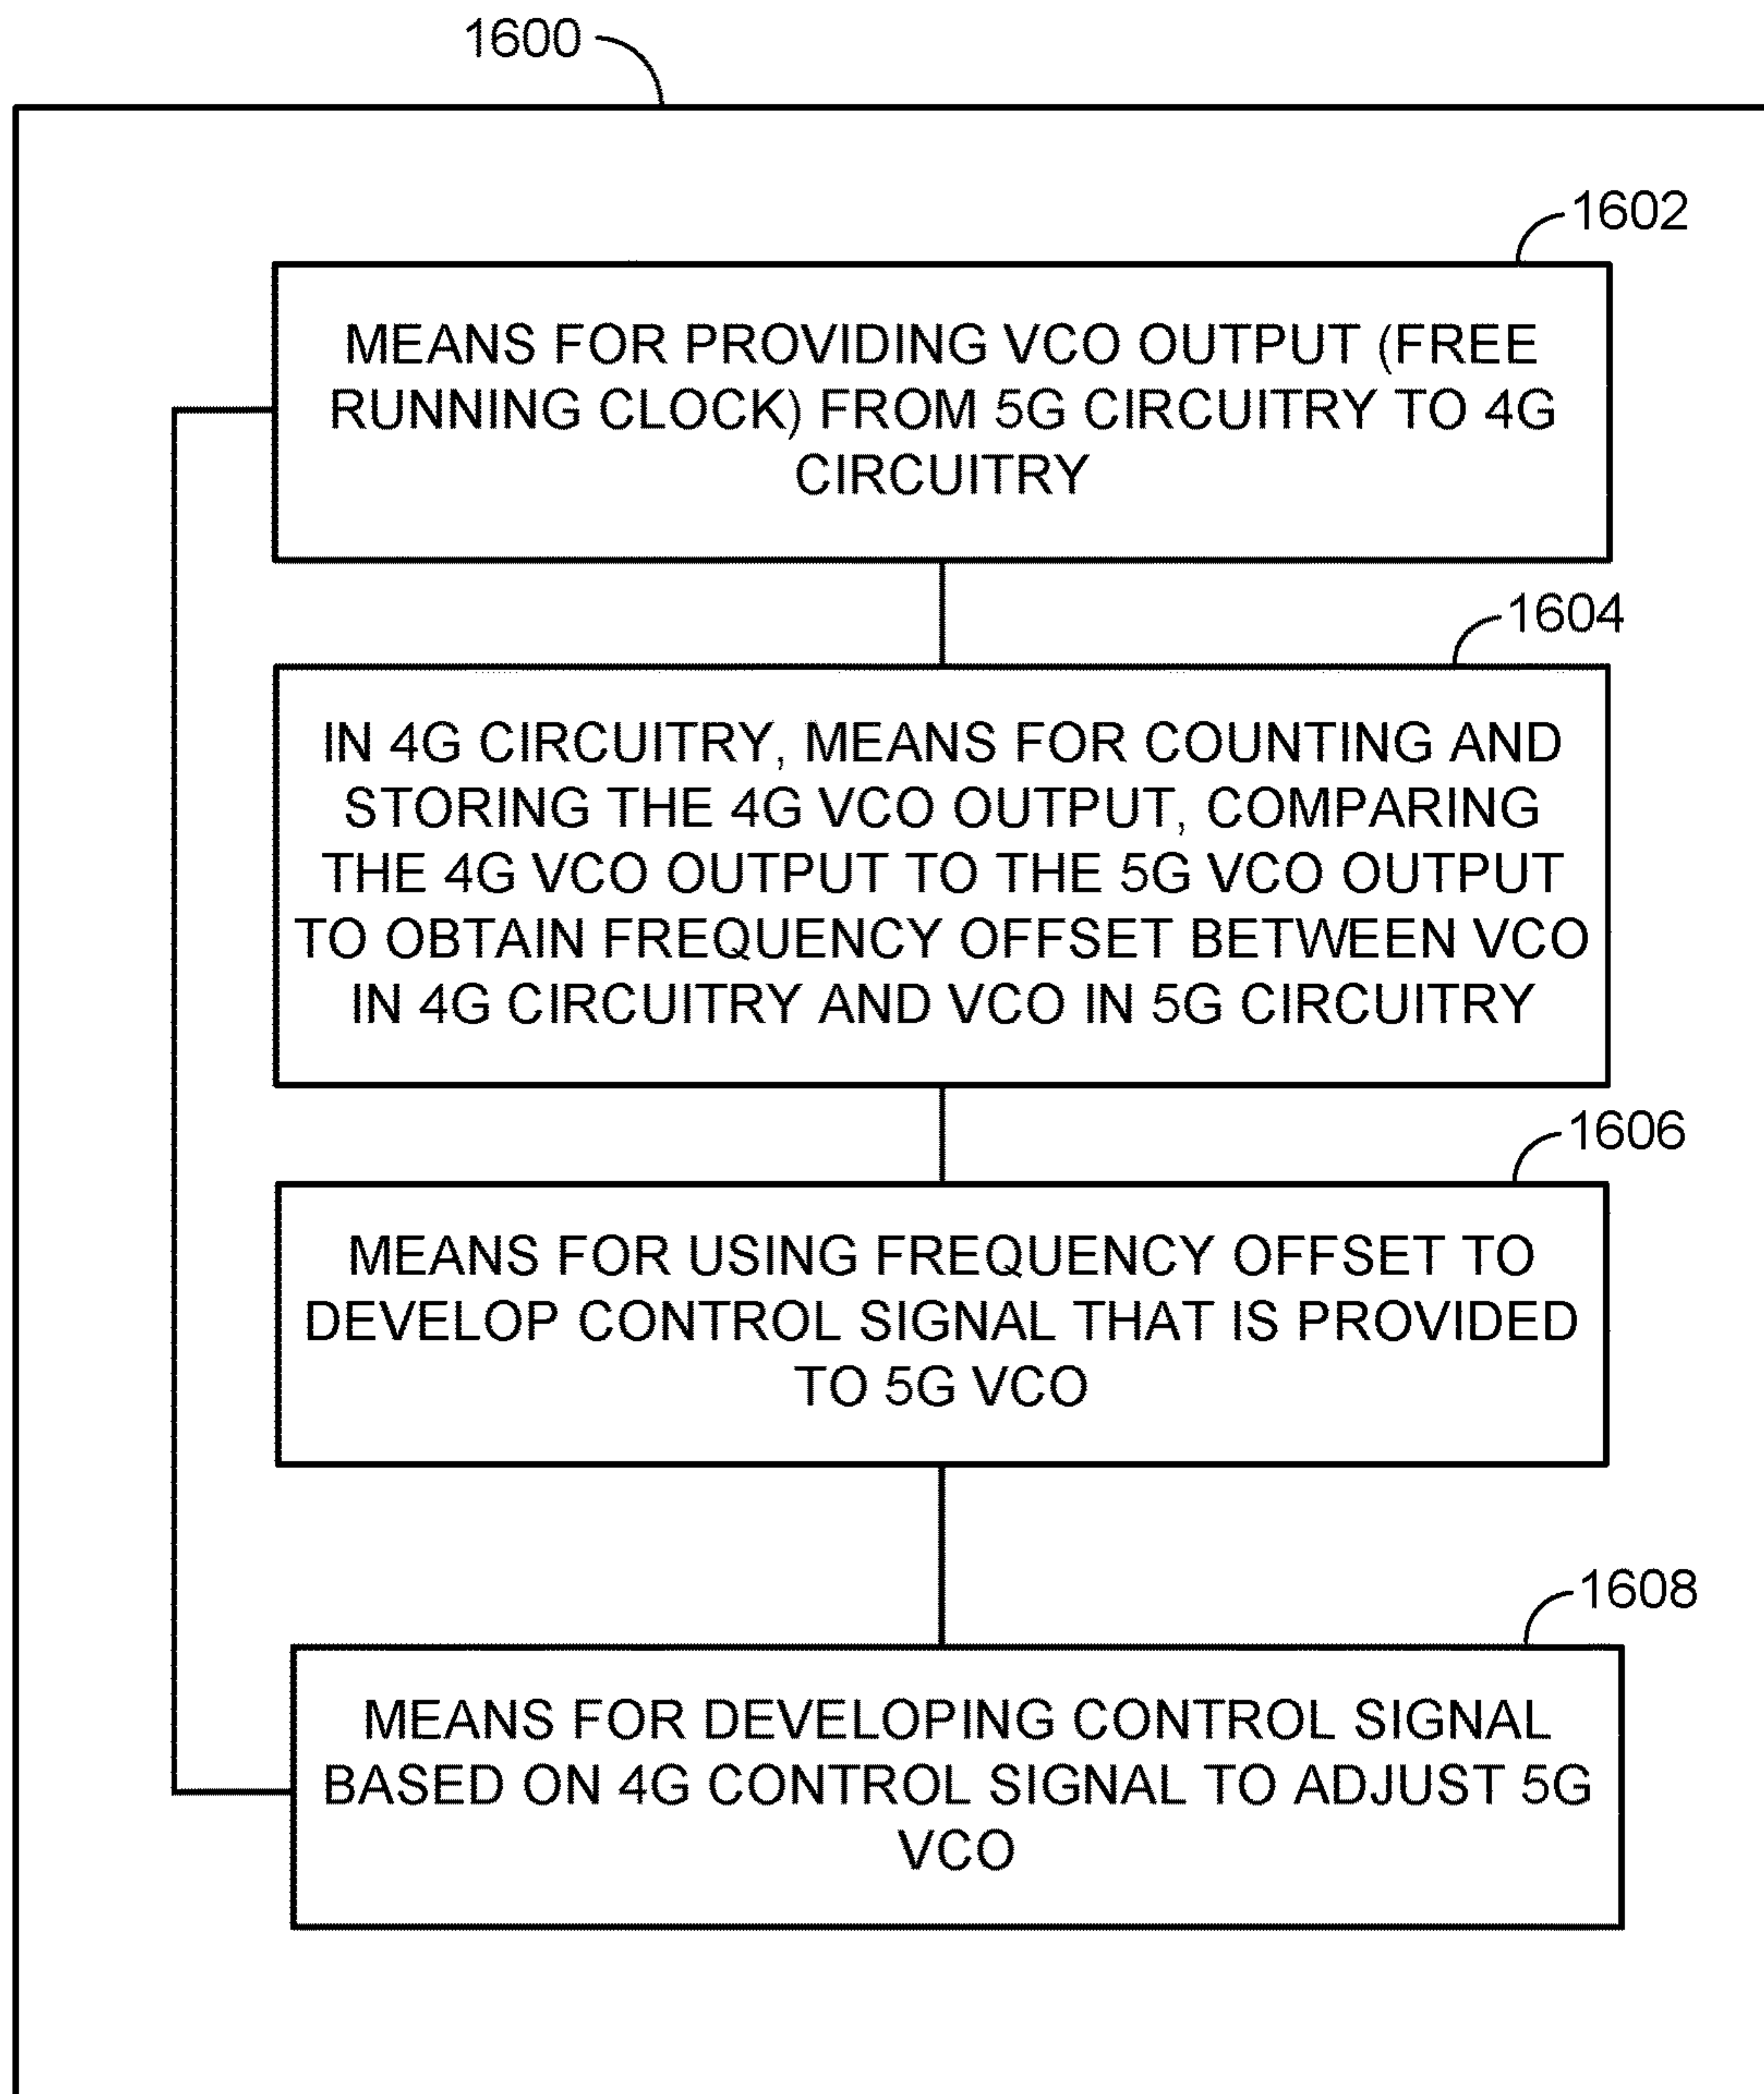 1600
1602
MEANS FOR PROVIDING VCO OUTPUT (FREE
RUNNING CLOCK) FROM 5G CIRCUITRY TO 4G
CIRCUITRY
1604
IN 4G CIRCUITRY, MEANS FOR COUNTING AND
STORING THE 4G VCO OUTPUT, COMPARING
THE 4G VCO OUTPUT TO THE 5G VCO OUTPUT
TO OBTAIN FREQUENCY OFFSET BETWEEN VCO
IN 4G CIRCUITRY AND VCO IN 5G CIRCUITRY
1606
MEANS FOR USING FREQUENCY OFFSET TO
DEVELOP CONTROL SIGNAL THAT IS PROVIDED
TO 5G VCO
1608
MEANS FOR DEVELOPING CONTROL SIGNAL
BASED ON 4G CONTROL SIGNAL TO ADJUST 5G
VCO